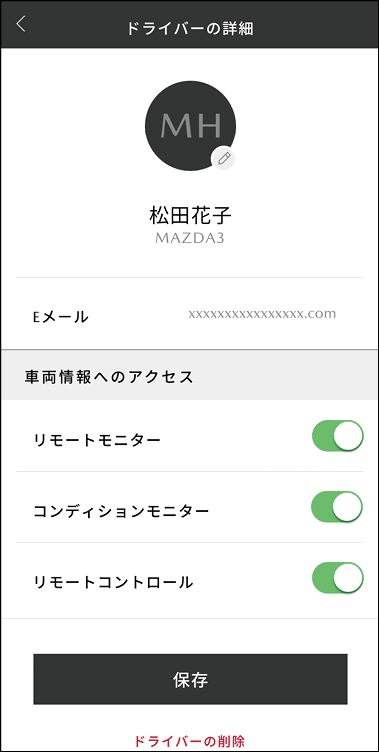 ドライバーの詳細
MH
松田花子
MAZDA3
Eメール
xxxxxxxxxxxxxxxx.com
車両情報へのアクセス
リモートモニター
コンディションモニター
リモートコントロール
保存
ドライバーの削除